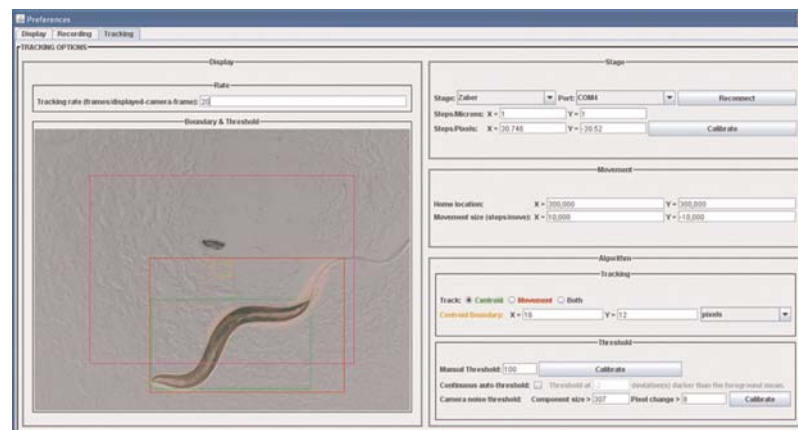 Preferences
Display Recording Tracking
TRACKING OPTIONS
Display
Rate
Tracking rate (frames/displayed-camera-frame): 20
Boundary & Threshold
Stage
Stage: Zaber Port: COM4 Reconnect
Steps/Microns: X = 1 Y = 1
Steps/Pixels: X = 30.748 Y = -30.52 Calibrate
Movement
Home location: X = 300,000 Y = 300,000
Movement size (steps/move): X = 10,000 Y = -10,000
Algorithm
Tracking
Track: Centroid Movement Both
Centroid Boundary: X = 16 Y = 12 pixels
Threshold
Manual Threshold: 100 Calibrate
Continuous auto-threshold: Threshold at deviation(s) darker than the foreground mean.
Camera noise threshold: Component size > 307 Pixel change > 8 Calibrate